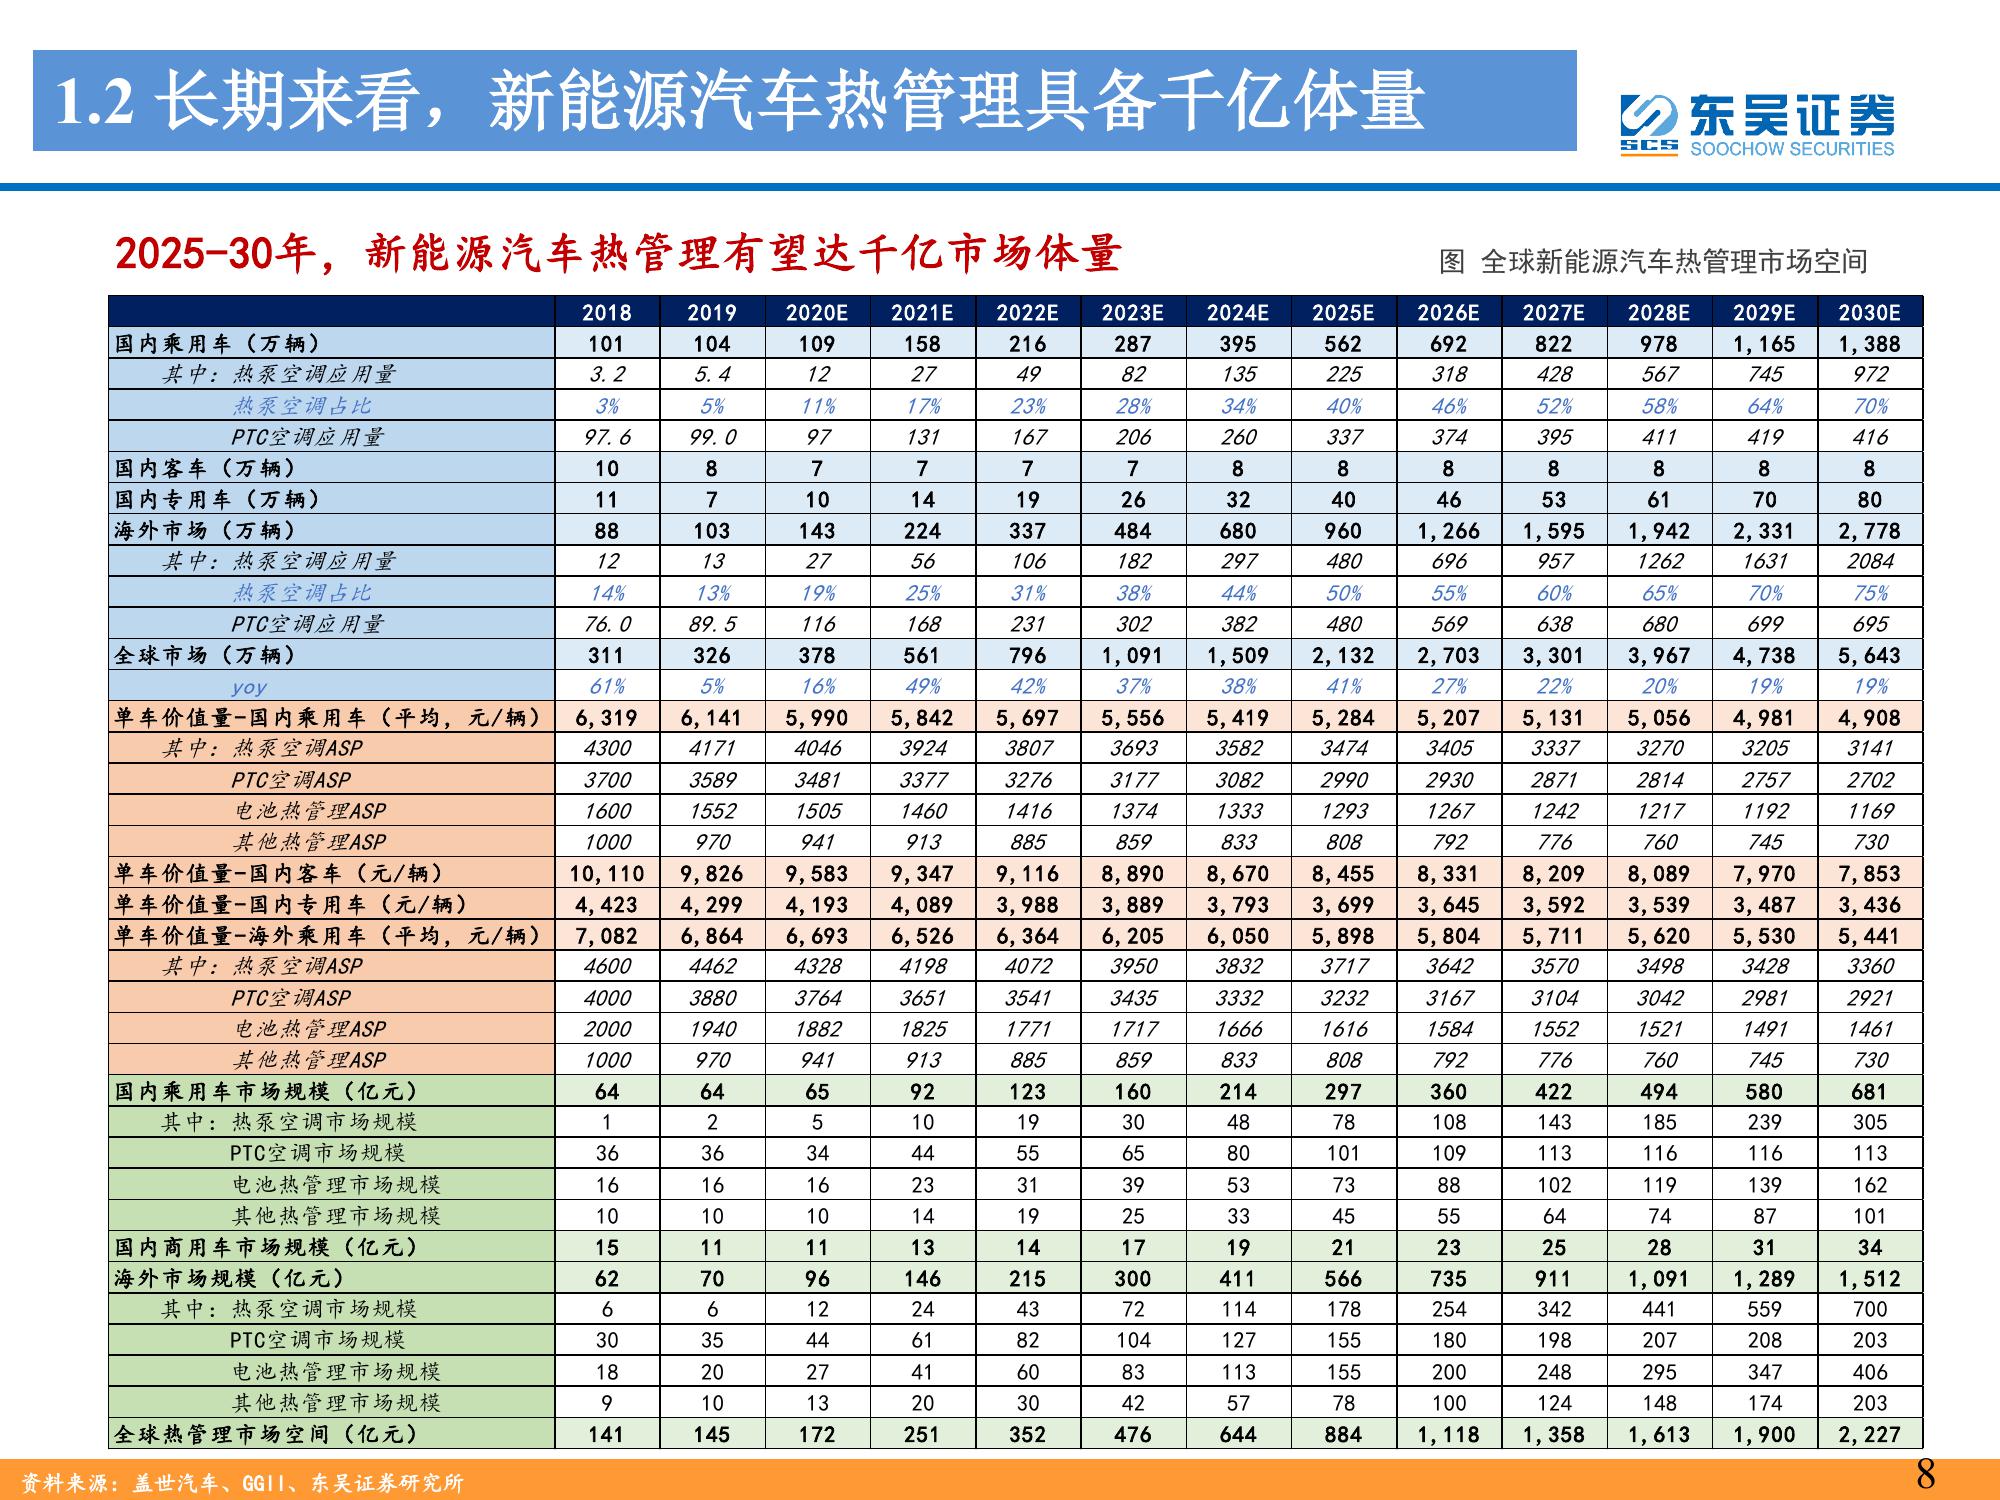 1.2 长期来看，新能源汽车热管理具备千亿体量
东吴证券
SCS SOOCHOW SECURITIES
2025-30年，新能源汽车热管理有望达千亿市场体量
图 全球新能源汽车热管理市场空间
2018 2019 2020E 2021E 2022E 2023E 2024E 2025E 2026E 2027E 2028E 2029E 2030E
国内乘用车（万辆） 101 104 109 158 216 287 395 562 692 822 978 1,165 1,388
其中：热泵空调应用量 3.2 5.4 12 27 49 82 135 225 318 428 567 745 972
热泵空调占比 3% 5% 11% 17% 23% 28% 34% 40% 46% 52% 58% 64% 70%
PTC空调应用量 97.6 99.0 97 131 167 206 260 337 374 395 411 419 416
国内客车（万辆） 10 8 7 7 7 7 8 8 8 8 8 8 8
国内专用车（万辆） 11 7 10 14 19 26 32 40 46 53 61 70 80
海外市场（万辆） 88 103 143 224 337 484 680 960 1,266 1,595 1,942 2,331 2,778
其中：热泵空调应用量 12 13 27 56 106 182 297 480 696 957 1262 1631 2084
热泵空调占比 14% 13% 19% 25% 31% 38% 44% 50% 55% 60% 65% 70% 75%
PTC空调应用量 76.0 89.5 116 168 231 302 382 480 569 638 680 699 695
全球市场（万辆） 311 326 378 561 796 1,091 1,509 2,132 2,703 3,301 3,967 4,738 5,643
yoy 61% 5% 16% 49% 42% 37% 38% 41% 27% 22% 20% 19% 19%
单车价值量-国内乘用车（平均，元/辆） 6,319 6,141 5,990 5,842 5,697 5,556 5,419 5,284 5,207 5,131 5,056 4,981 4,908
其中：热泵空调ASP 4300 4171 4046 3924 3807 3693 3582 3474 3405 3337 3270 3205 3141
PTC空调ASP 3700 3589 3481 3377 3276 3177 3082 2990 2930 2871 2814 2757 2702
电池热管理ASP 1600 1552 1505 1460 1416 1374 1333 1293 1267 1242 1217 1192 1169
其他热管理ASP 1000 970 941 913 885 859 833 808 792 776 760 745 730
单车价值量-国内客车（元/辆） 10,110 9,826 9,583 9,347 9,116 8,890 8,670 8,455 8,331 8,209 8,089 7,970 7,853
单车价值量-国内专用车（元/辆） 4,423 4,299 4,193 4,089 3,988 3,889 3,793 3,699 3,645 3,592 3,539 3,487 3,436
单车价值量-海外乘用车（平均，元/辆） 7,082 6,864 6,693 6,526 6,364 6,205 6,050 5,898 5,804 5,711 5,620 5,530 5,441
其中：热泵空调ASP 4600 4462 4328 4198 4072 3950 3832 3717 3642 3570 3498 3428 3360
PTC空调ASP 4000 3880 3764 3651 3541 3435 3332 3232 3167 3104 3042 2981 2921
电池热管理ASP 2000 1940 1882 1825 1771 1717 1666 1616 1584 1552 1521 1491 1461
其他热管理ASP 1000 970 941 913 885 859 833 808 792 776 760 745 730
国内乘用车市场规模（亿元） 64 64 65 92 123 160 214 297 360 422 494 580 681
其中：热泵空调市场规模 1 2 5 10 19 30 48 78 108 143 185 239 305
PTC空调市场规模 36 36 34 44 55 65 80 101 109 113 116 116 113
电池热管理市场规模 16 16 16 23 31 39 53 73 88 102 119 139 162
其他热管理市场规模 10 10 10 14 19 25 33 45 55 64 74 87 101
国内商用车市场规模（亿元） 15 11 11 13 14 17 19 21 23 25 28 31 34
海外市场规模（亿元） 62 70 96 146 215 300 411 566 735 911 1,091 1,289 1,512
其中：热泵空调市场规模 6 6 12 24 43 72 114 178 254 342 441 559 700
PTC空调市场规模 30 35 44 61 82 104 127 155 180 198 207 208 203
电池热管理市场规模 18 20 27 41 60 83 113 155 200 248 295 347 406
其他热管理市场规模 9 10 13 20 30 42 57 78 100 124 148 174 203
全球热管理市场空间（亿元） 141 145 172 251 352 476 644 884 1,118 1,358 1,613 1,900 2,227
资料来源：盖世汽车、GGII、东吴证券研究所
8